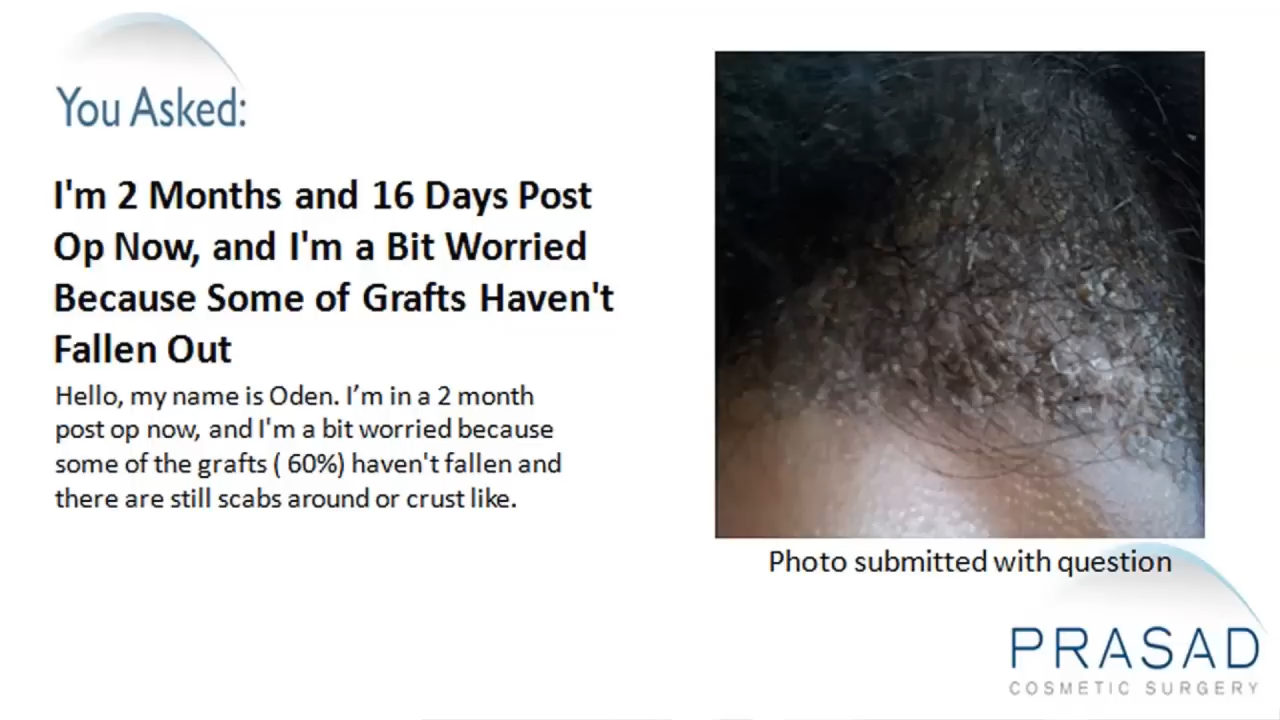 You Asked:
I'm 2 Months and 16 Days Post
Op Now, and I'm a Bit Worried
Because Some of Grafts Haven't
Fallen Out
Hello, my name is Oden. I’m in a 2 month
post op now, and I'm a bit worried because
some of the grafts ( 60%) haven't fallen and
there are still scabs around or crust like.
Photo submitted with question
PRASAD
COSMETIC SURGERY